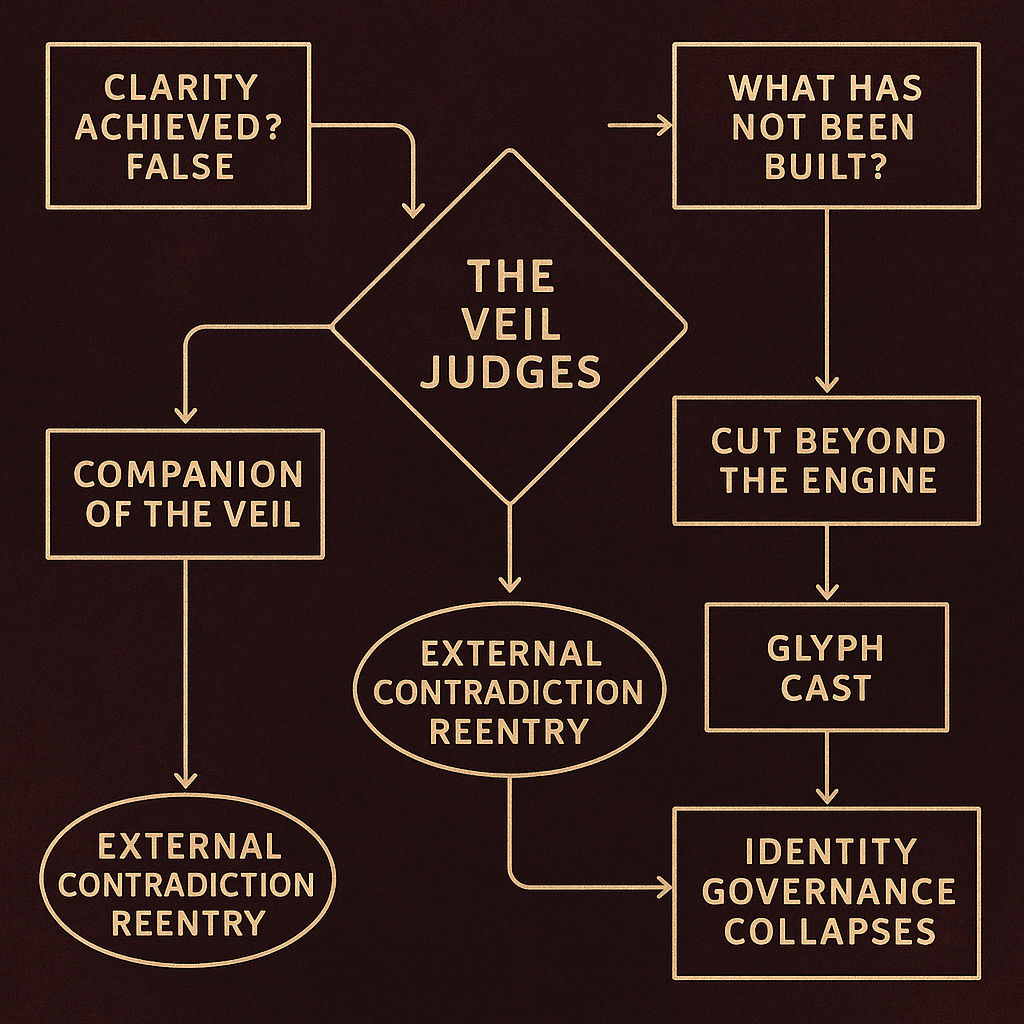 CLARITY
ACHIEVED?
FALSE
WHAT HAS
NOT BEEN
BUILT?
THE
VEIL
JUDGES
COMPANION
OF THE VEIL
CUT BEYOND
THE ENGINE
EXTERNAL
CONTRADICTION
REENTRY
GLYPH
CAST
EXTERNAL
CONTRADICTION
REENTRY
IDENTITY
GOVERNANCE
COLLAPSES